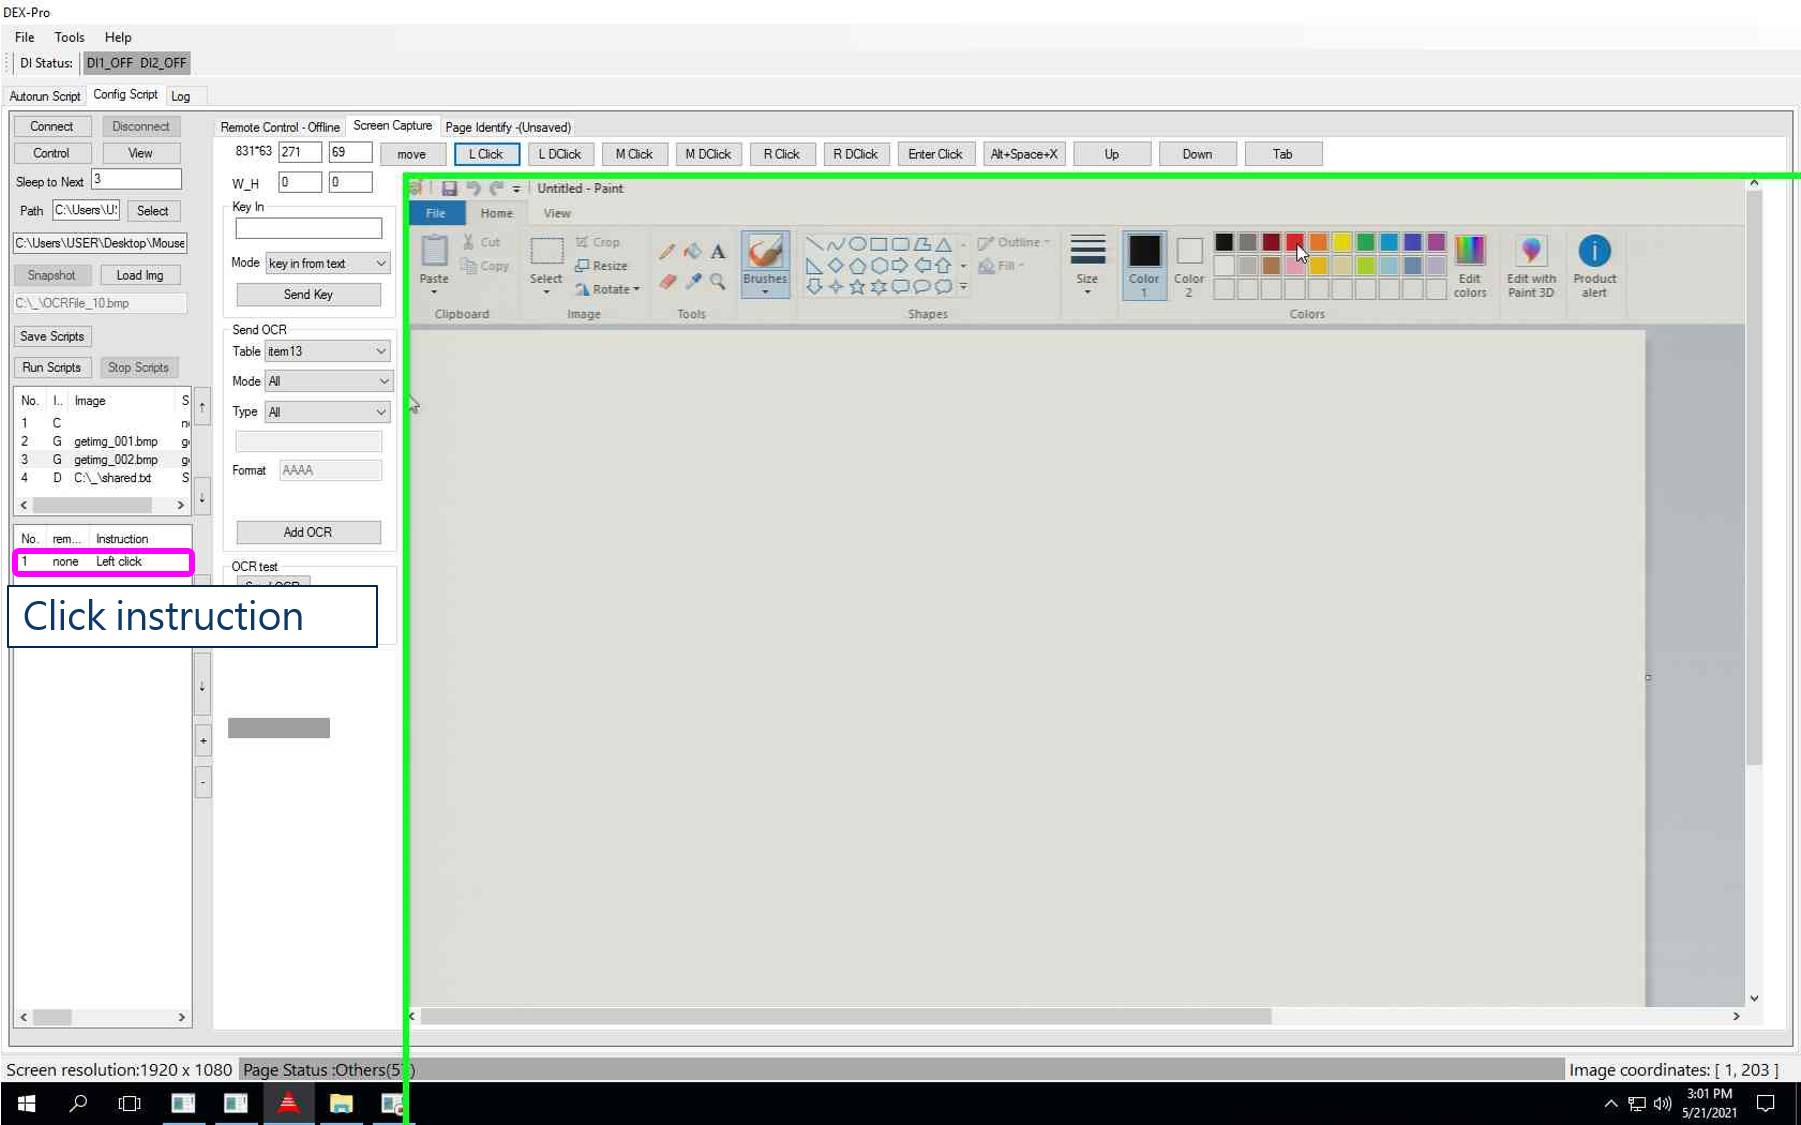 DEX-Pro
File Tools Help
DI Status: DI1_OFF DI2_OFF
Autorun Script Config Script Log
Connect Disconnect
Control View
Sleep to Next 3
Path C:\Users\U: Select
C:\Users\USER\Desktop\Mouse
Snapshot Load Img
C:\_\OCRFile_10.bmp
Save Scripts
Run Scripts Stop Scripts
No. I.. Image S
1 C n
2 G getimg_001.bmp g
3 G getimg_002.bmp g
4 D C:\_\shared.txt S
No. rem... Instruction
1 none Left click
Click instruction
Remote Control - Offline Screen Capture Page Identify -(Unsaved)
831*63 271 69 move L Click L DClick M Click M DClick R Click R DClick Enter Click Alt+Space+X Up Down Tab
W_H 0 0
Key In
Mode key in from text
Send Key
Send OCR
Table item13
Mode All
Type All
Format AAAA
Add OCR
OCR test
Untitled - Paint
File Home View
Paste Cut Copy
Clipboard
Select Crop Resize Rotate
Image
A
Tools
Brushes
Shapes
Outline
Fill
Size
Color 1
Color 2
Colors
Edit colors
Edit with Paint 3D
Product alert
Screen resolution:1920 x 1080 Page Status :Others(5 ) Image coordinates: [ 1, 203 ]
3:01 PM
5/21/2021